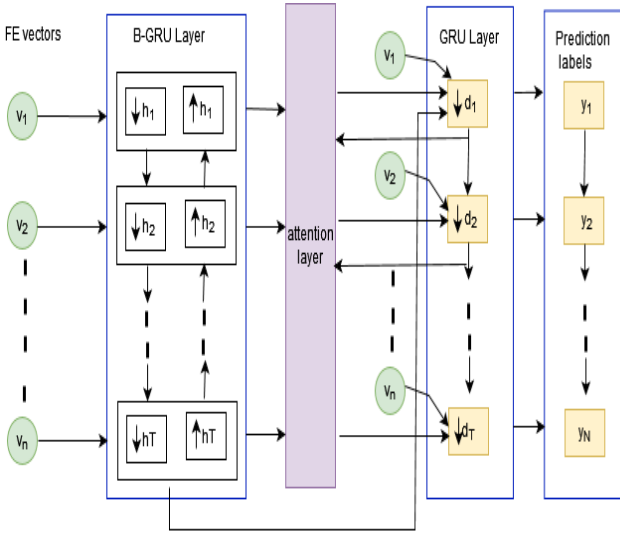 FE vectors
B-GRU Layer
GRU Layer
Prediction
labels
v1
↓ h1
↑ h1
v1
↓ d1
y1
v2
↓ h2
↑ h2
attention
layer
v2
↓ d2
y2
vn
↓ hT
↑ hT
vn
↓ dT
yN